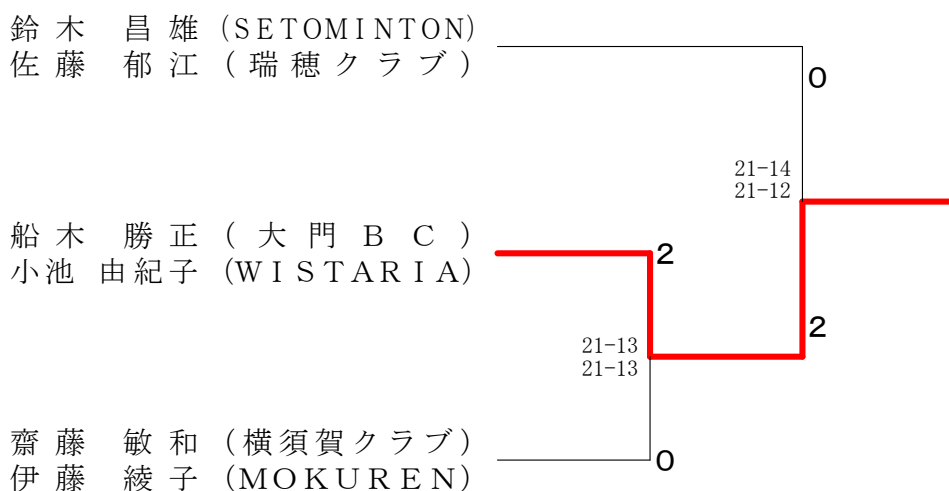 鈴木 昌雄 (SETOMINTON)
佐藤 郁江 (瑞穂クラブ)
0
21-14
21-12
船木 勝正 (大門BC)
小池 由紀子 (WISTARIA)
2
2
21-13
21-13
齋藤 敏和 (横須賀クラブ)
伊藤 綾子 (MOKUREN)
0